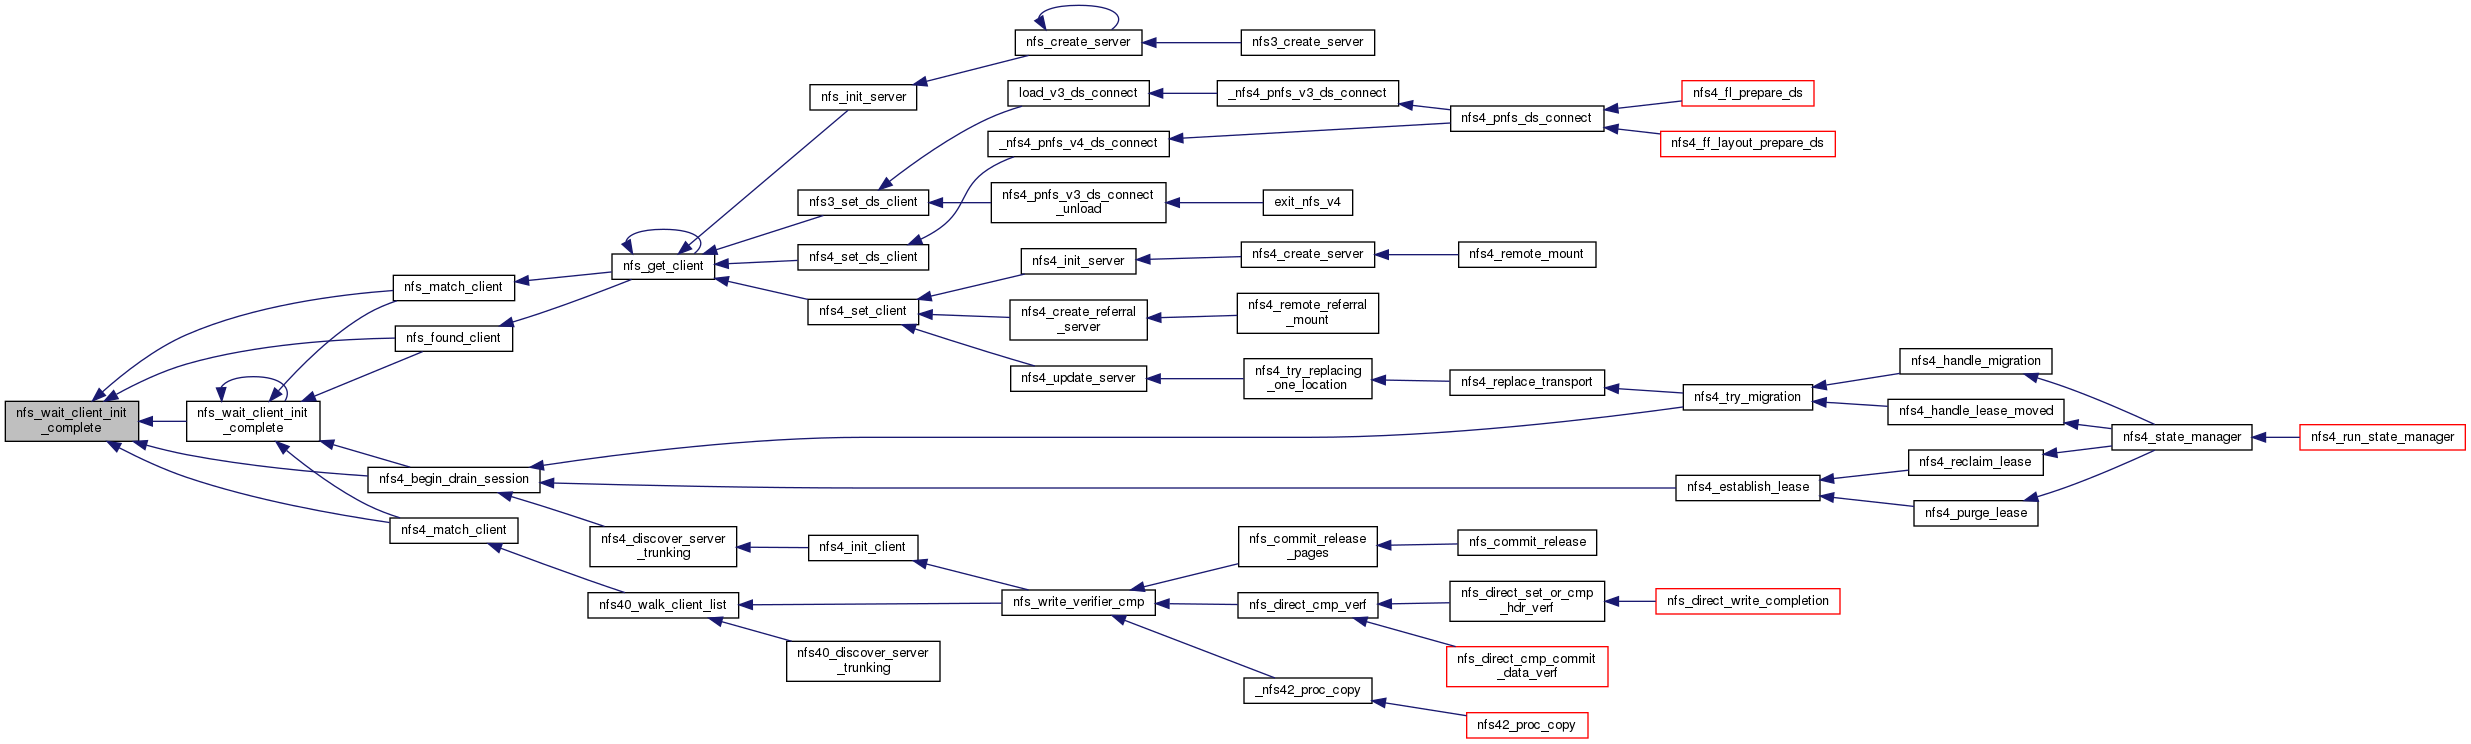 nfs_create_server
nfs3_create_server
nfs_init_server
load_v3_ds_connect
_nfs4_pnfs_v3_ds_connect
nfs4_fl_prepare_ds
nfs4_pnfs_ds_connect
_nfs4_pnfs_v4_ds_connect
nfs4_ff_layout_prepare_ds
nfs3_set_ds_client
nfs4_pnfs_v3_ds_connect
_unload
exit_nfs_v4
nfs_get_client
nfs4_set_ds_client
nfs4_init_server
nfs4_create_server
nfs4_remote_mount
nfs_match_client
nfs4_set_client
nfs4_create_referral
_server
nfs4_remote_referral
_mount
nfs_found_client
nfs4_update_server
nfs4_try_replacing
_one_location
nfs4_replace_transport
nfs4_try_migration
nfs4_handle_migration
nfs4_handle_lease_moved
nfs4_state_manager
nfs4_run_state_manager
nfs_wait_client_init
_complete
nfs_wait_client_init
_complete
nfs4_begin_drain_session
nfs4_establish_lease
nfs4_reclaim_lease
nfs4_purge_lease
nfs4_match_client
nfs4_discover_server
_trunking
nfs4_init_client
nfs_commit_release
_pages
nfs_commit_release
nfs40_walk_client_list
nfs_write_verifier_cmp
nfs_direct_cmp_verf
nfs_direct_set_or_cmp
_hdr_verf
nfs_direct_write_completion
nfs40_discover_server
_trunking
nfs_direct_cmp_commit
_data_verf
_nfs42_proc_copy
nfs42_proc_copy